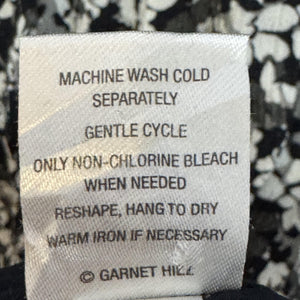 MACHINE WASH COLD
SEPARATELY
GENTLE CYCLE
ONLY NON-CHLORINE BLEACH
WHEN NEEDED
RESHAPE, HANG TO DRY
WARM IRON IF NECESSARY
© GARNET HILL